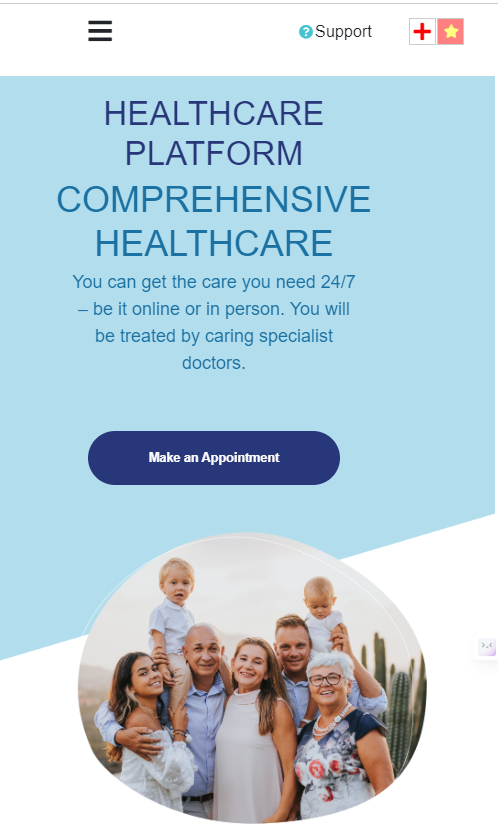 Support
HEALTHCARE
PLATFORM
COMPREHENSIVE
HEALTHCARE
You can get the care you need 24/7
– be it online or in person. You will
be treated by caring specialist
doctors.
Make an Appointment